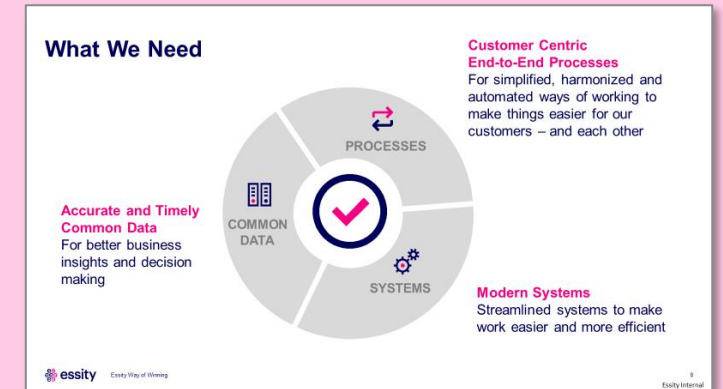 What We Need
Customer Centric
End-to-End Processes
For simplified, harmonized and
automated ways of working to
make things easier for our
customers – and each other
PROCESSES
Accurate and Timely
Common Data
For better business
insights and decision
making
COMMON
DATA
SYSTEMS
Modern Systems
Streamlined systems to make
work easier and more efficient
essity
Essity Way of Winning
8
Essity Internal